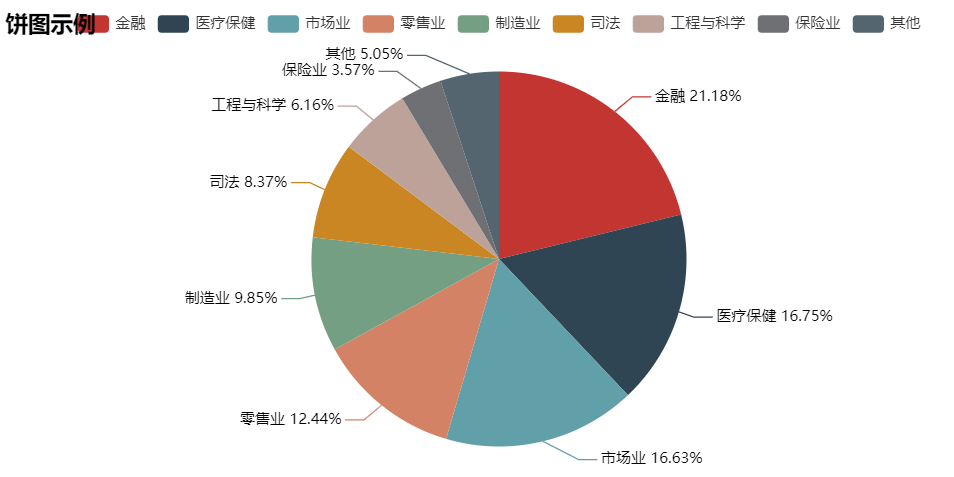 饼图示例
金融 医疗保健 市场业 零售业 制造业 司法 工程与科学 保险业 其他
其他 5.05%
保险业 3.57%
金融 21.18%
工程与科学 6.16%
司法 8.37%
制造业 9.85%
医疗保健 16.75%
零售业 12.44%
市场业 16.63%